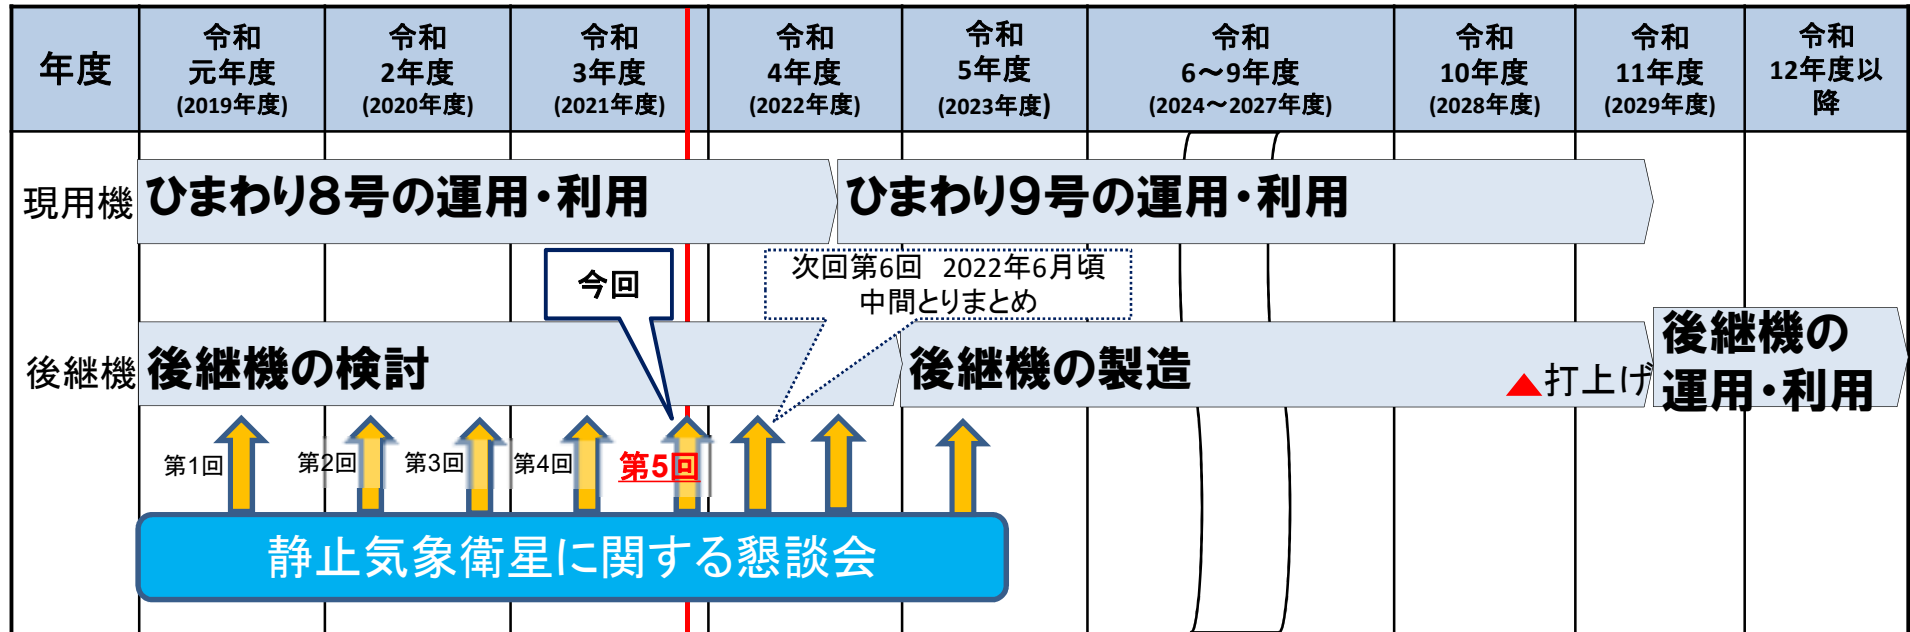 年度
令和
元年度
(2019年度)
令和
2年度
(2020年度)
令和
3年度
(2021年度)
令和
4年度
(2022年度)
令和
5年度
(2023年度)
令和
6～9年度
(2024～2027年度)
令和
10年度
(2028年度)
令和
11年度
(2029年度)
令和
12年度以
降
現用機
ひまわり８号の運用・利用
ひまわり９号の運用・利用
今回
次回第6回 2022年6月頃
中間とりまとめ
後継機
後継機の検討
後継機の製造
▲打上げ
後継機の
運用・利用
第1回
第2回
第3回
第4回
第5回
静止気象衛星に関する懇談会